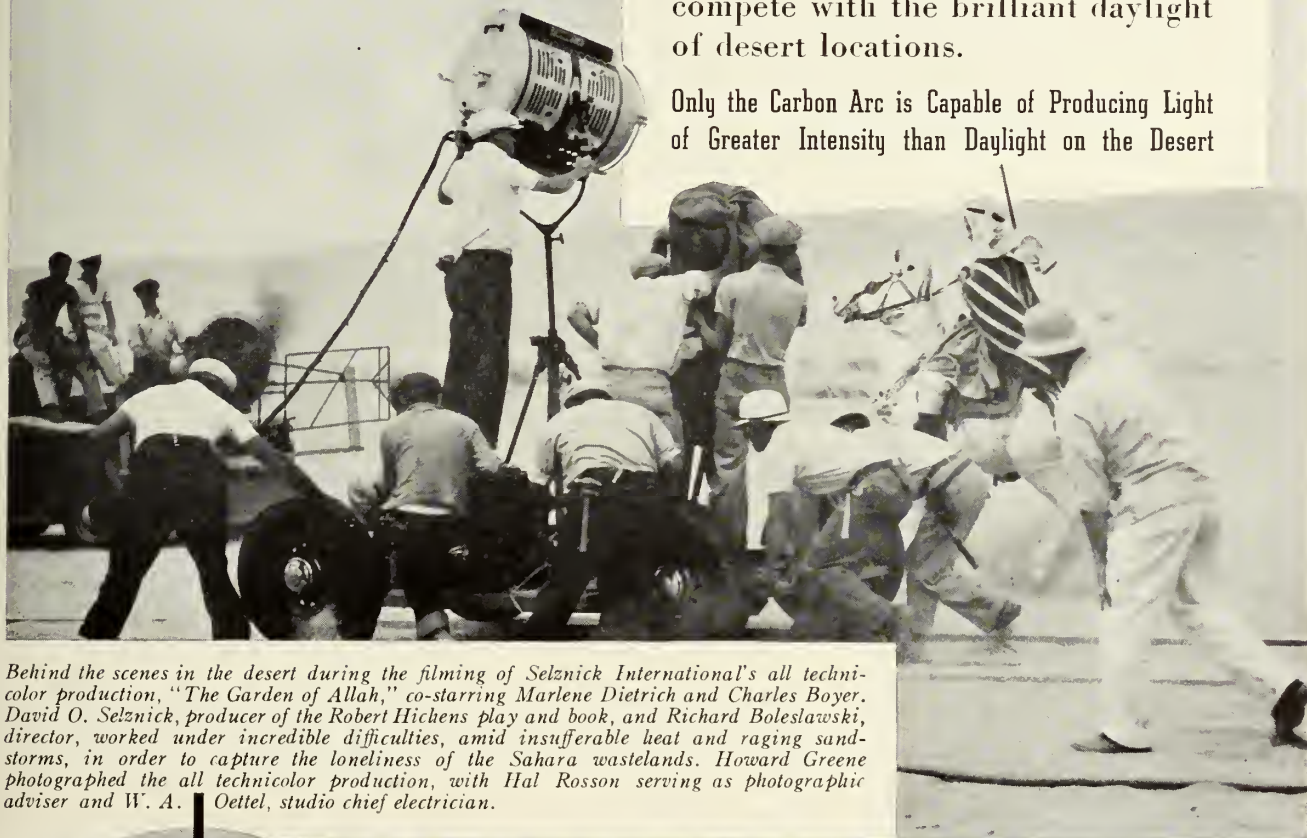 compete with the brilliant daylight
of desert locations.
Only the Carbon Arc is Capable of Producing Light
of Greater Intensity than Daylight on the Desert
Behind the scenes in the desert during the filming of Selznick International's all techni-
color production, "The Garden of Allah," co-starring Marlene Dietrich and Charles Boyer.
David O. Selznick, producer of the Robert Hichens play and book, and Richard Boleslawski,
director, worked under incredible difficulties, amid insufferable heat and raging sand-
storms, in order to capture the loneliness of the Sahara wastelands. Howard Greene
photographed the all technicolor production, with Hal Rosson serving as photographic
adviser and W. A. Oettel, studio chief electrician.